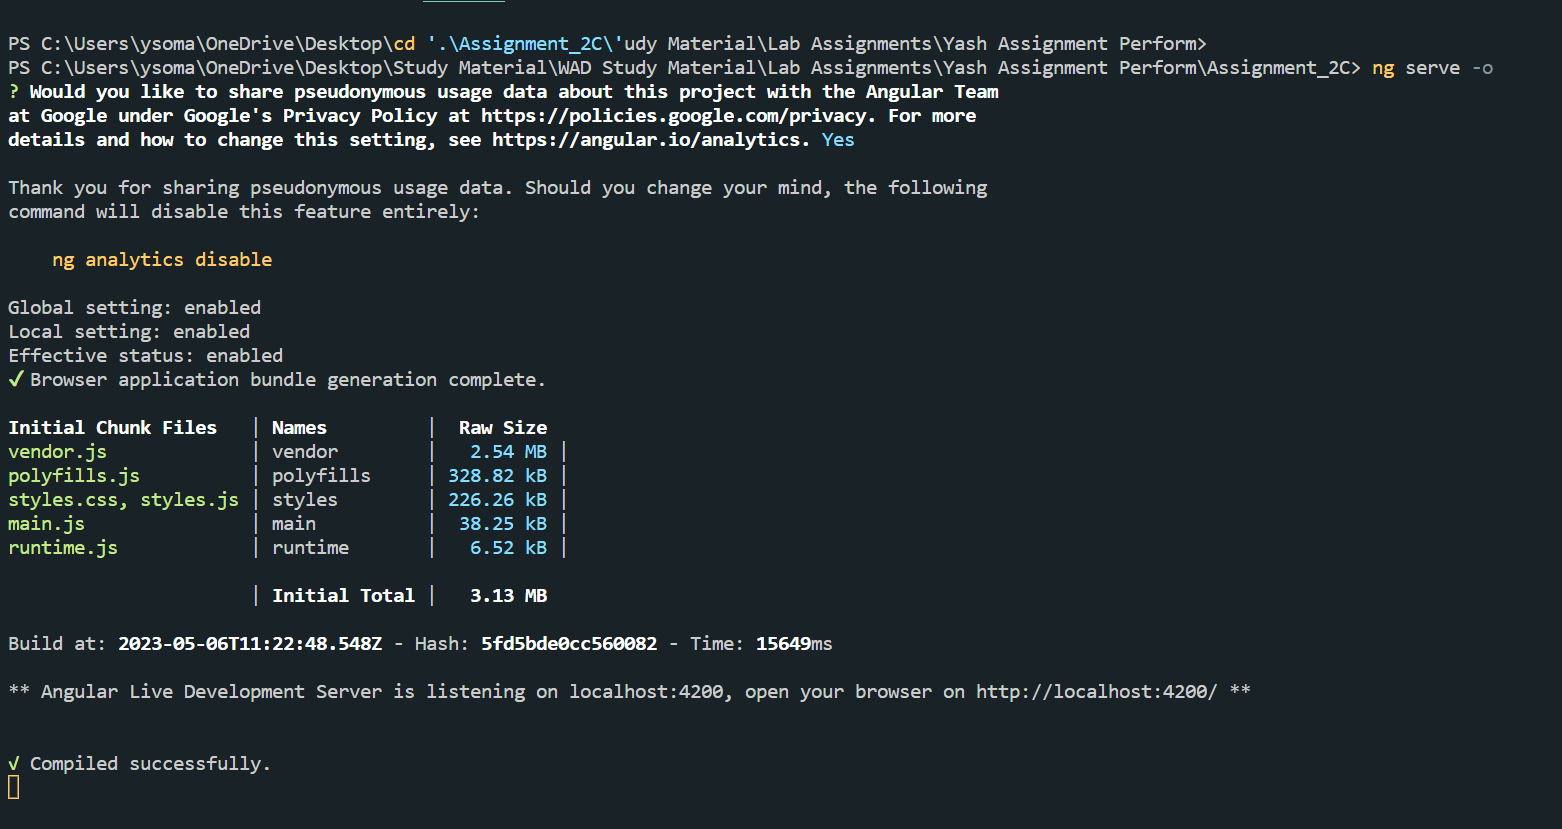 PS C:\Users\ysoma\OneDrive\Desktop\cd '.\Assignment_2C\'udy Material\Lab Assignments\Yash Assignment Perform>
PS C:\Users\ysoma\OneDrive\Desktop\Study Material\WAD Study Material\Lab Assignments\Yash Assignment Perform\Assignment_2C> ng serve -o
? Would you like to share pseudonymous usage data about this project with the Angular Team
at Google under Google's Privacy Policy at https://policies.google.com/privacy. For more
details and how to change this setting, see https://angular.io/analytics. Yes
Thank you for sharing pseudonymous usage data. Should you change your mind, the following
command will disable this feature entirely:
ng analytics disable
Global setting: enabled
Local setting: enabled
Effective status: enabled
✔ Browser application bundle generation complete.
Initial Chunk Files | Names | Raw Size
vendor.js | vendor | 2.54 MB |
polyfills.js | polyfills | 328.82 kB |
styles.css, styles.js | styles | 226.26 kB |
main.js | main | 38.25 kB |
runtime.js | runtime | 6.52 kB |
| Initial Total | 3.13 MB
Build at: 2023-05-06T11:22:48.548Z - Hash: 5fd5bde0cc560082 - Time: 15649ms
** Angular Live Development Server is listening on localhost:4200, open your browser on http://localhost:4200/ **
√ Compiled successfully.